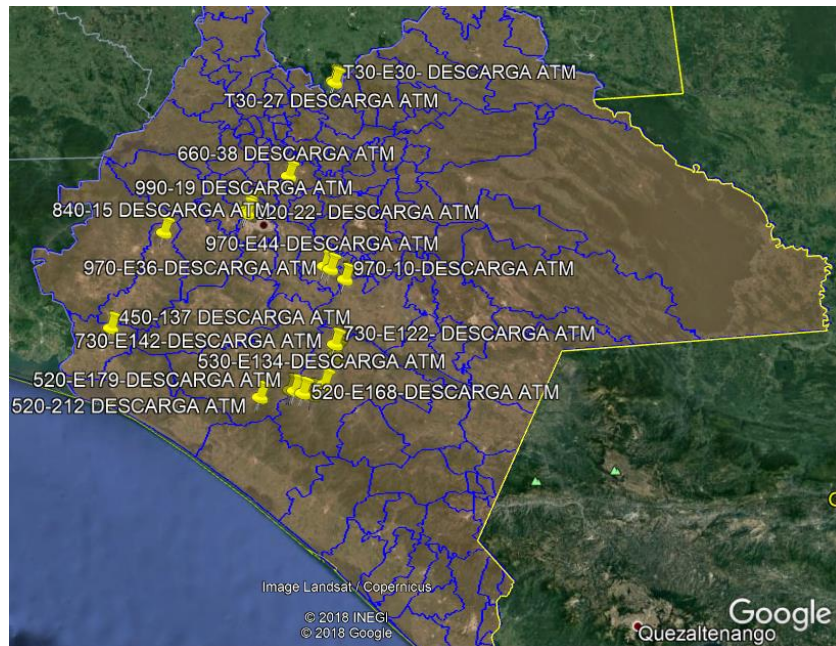 T30-E30- DESCARGA ATM
T30-27 DESCARGA ATM
660-38 DESCARGA ATM
990-19 DESCARGA ATM
840-15 DESCARGA ATM
20-22- DESCARGA ATM
970-E44-DESCARGA ATM
970-E36-DESCARGA ATM
970-10-DESCARGA ATM
450-137 DESCARGA ATM
730-E142-DESCARGA ATM
730-E122- DESCARGA ATM
530-E134-DESCARGA ATM
520-E179-DESCARGA ATM
520-E168-DESCARGA ATM
520-212 DESCARGA ATM
Image Landsat / Copernicus
© 2018 INEGI
© 2018 Google
Google
Quezaltenango